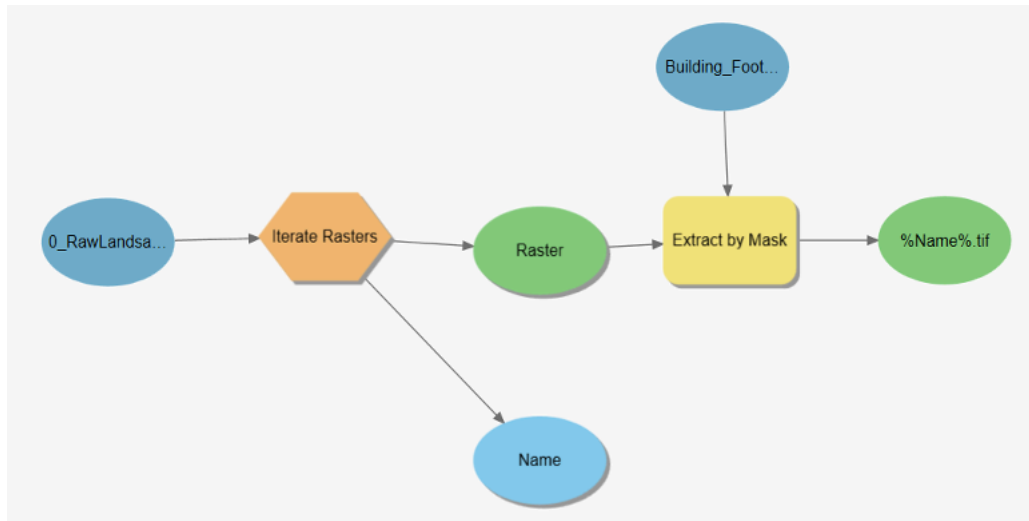 Building_Foot...
0_RawLandsa...
Iterate Rasters
Raster
Extract by Mask
%Name%.tif
Name